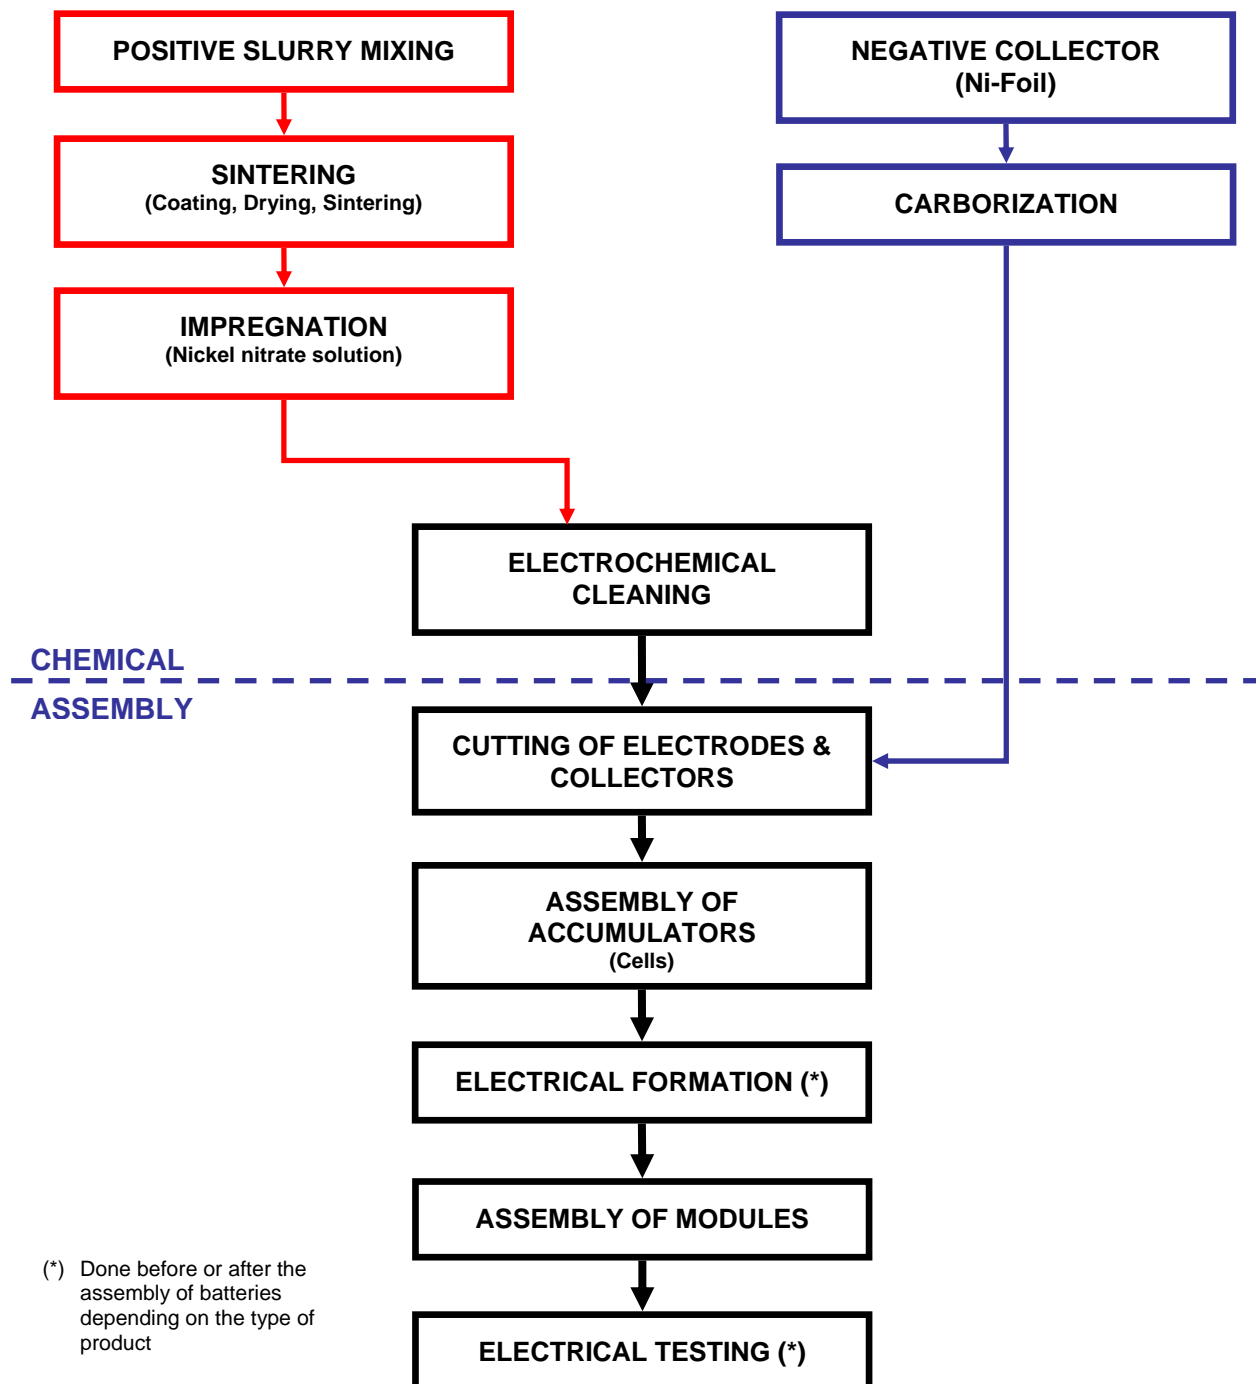 POSITIVE SLURRY MIXING
NEGATIVE COLLECTOR
(Ni-Foil)
SINTERING
(Coating, Drying, Sintering)
CARBORIZATION
IMPREGNATION
(Nickel nitrate solution)
ELECTROCHEMICAL
CLEANING
CHEMICAL
ASSEMBLY
CUTTING OF ELECTRODES &
COLLECTORS
ASSEMBLY OF
ACCUMULATORS
(Cells)
ELECTRICAL FORMATION (*)
ASSEMBLY OF MODULES
(*) Done before or after the
assembly of batteries
depending on the type of
product
ELECTRICAL TESTING (*)